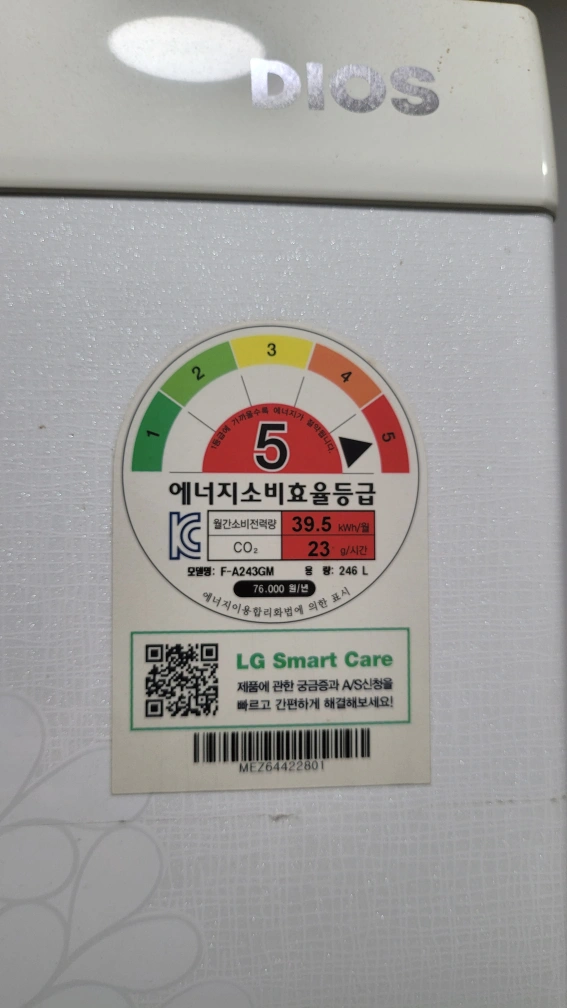 DIOS
1 2 3 4 5
1등급에 가까울수록 에너지가 절약됩니다.
5
에너지소비효율등급
월간소비전력량 39.5 kWh/월
CO₂ 23 g/시간
모델명: F-A243GM 용 량: 246 L
76.000 원/년
에너지이용합리화법에 의한 표시
LG Smart Care
제품에 관한 궁금증과 A/S신청을
빠르고 간편하게 해결해보세요!
MEZ64422801